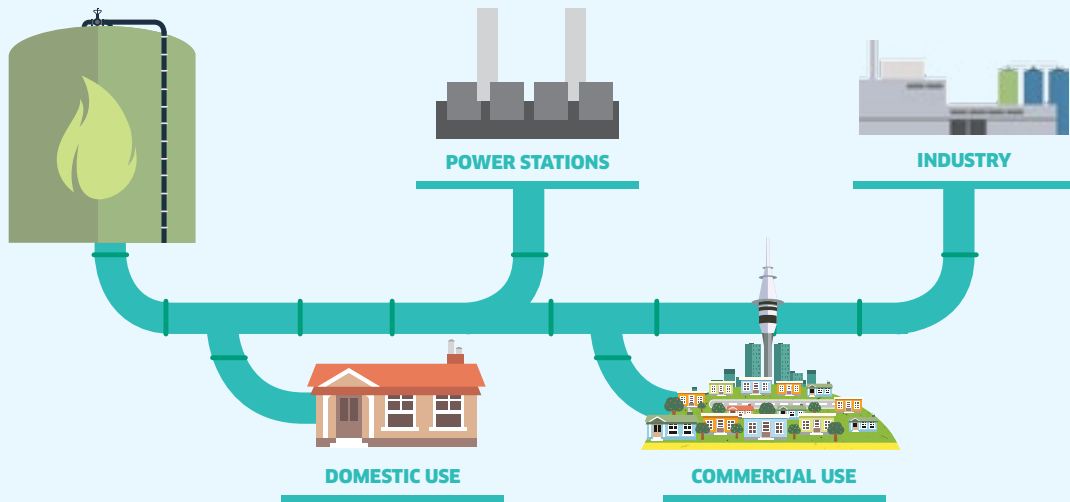 POWER STATIONS
INDUSTRY
DOMESTIC USE
COMMERCIAL USE